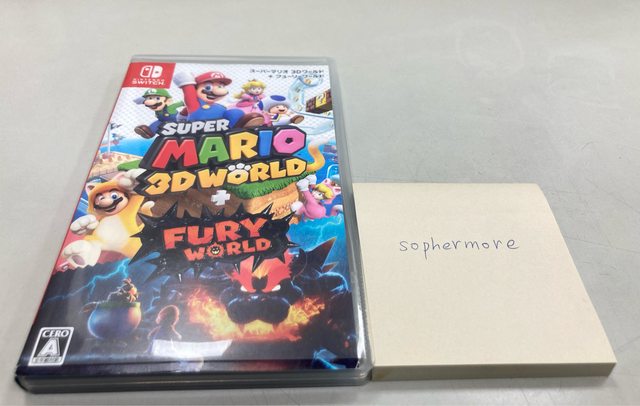 NINTENDO
SWITCH
スーパーマリオ 3Dワールド
+ フューリーワールド
SUPER
MARIO
3D WORLD
+
FURY
WORLD
CERO
A
sophermore